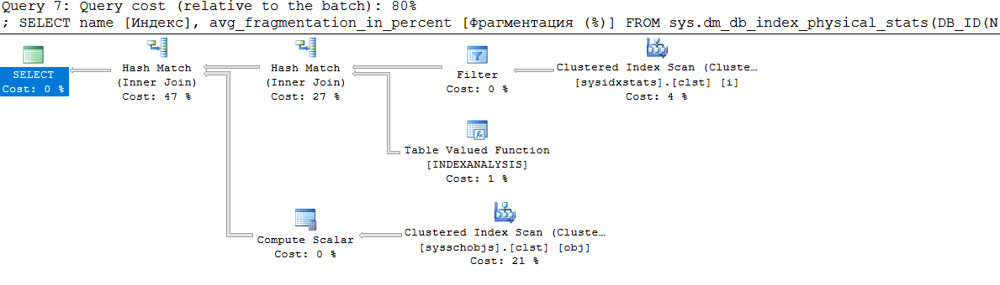 Query 7: Query cost (relative to the batch): 80%
; SELECT name [Индекс], avg_fragmentation_in_percent [Фрагментация (%)] FROM sys.dm_db_index_physical_stats(DB_ID(N
SELECT
Cost: 0 %
Hash Match
(Inner Join)
Cost: 47 %
Hash Match
(Inner Join)
Cost: 27 %
Filter
Cost: 0 %
Clustered Index Scan (Cluste…
[sysidxstats].[clst] [i]
Cost: 4 %
Table Valued Function
[INDEXANALYSIS]
Cost: 1 %
Compute Scalar
Cost: 0 %
Clustered Index Scan (Cluste…
[sysschobjs].[clst] [obj]
Cost: 21 %